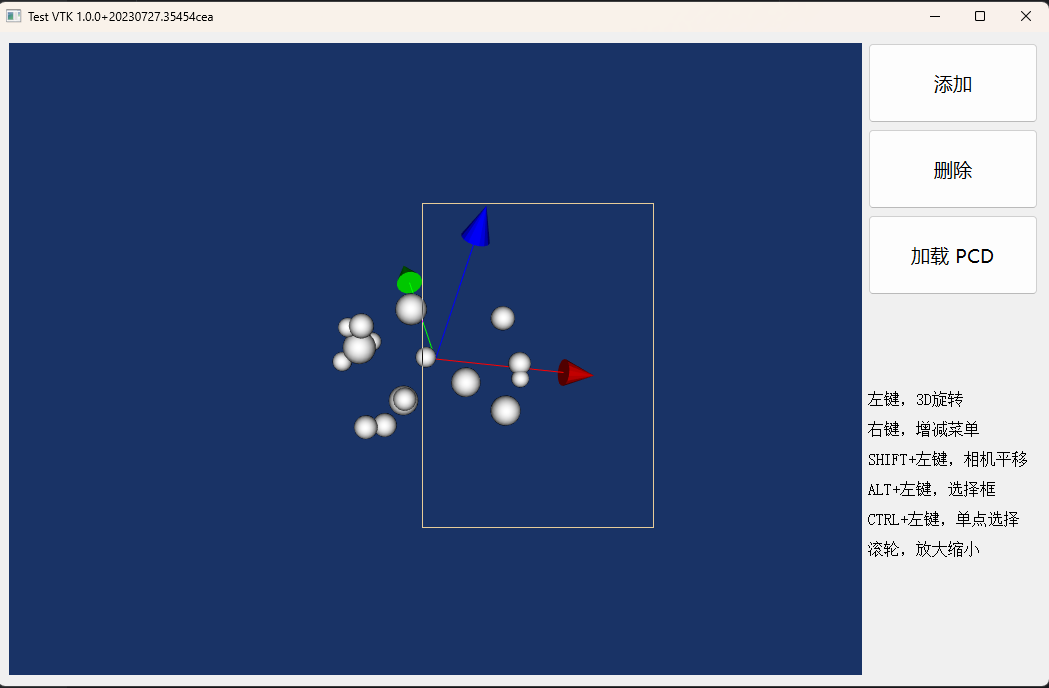 Test VTK 1.0.0+20230727.35454cea
添加
删除
加载 PCD
左键，3D旋转
右键，增减菜单
SHIFT+左键，相机平移
ALT+左键，选择框
CTRL+左键，单点选择
滚轮，放大缩小